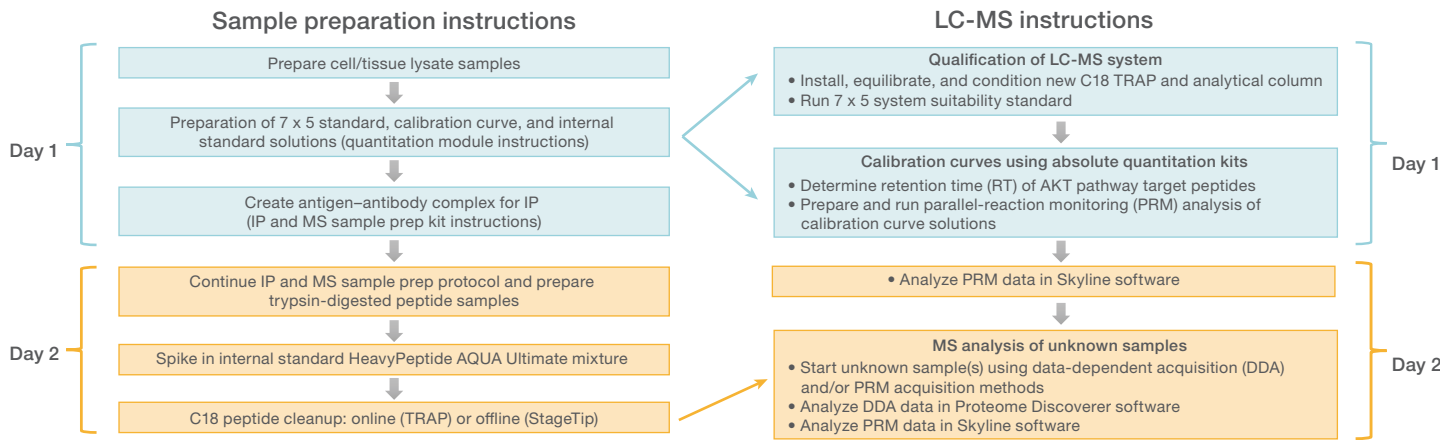 Sample preparation instructions
Day 1
Prepare cell/tissue lysate samples
Preparation of 7 x 5 standard, calibration curve, and internal
standard solutions (quantitation module instructions)
Create antigen–antibody complex for IP
(IP and MS sample prep kit instructions)
Day 2
Continue IP and MS sample prep protocol and prepare
trypsin-digested peptide samples
Spike in internal standard HeavyPeptide AQUA Ultimate mixture
C18 peptide cleanup: online (TRAP) or offline (StageTip)
LC-MS instructions
Qualification of LC-MS system
• Install, equilibrate, and condition new C18 TRAP and analytical column
• Run 7 x 5 system suitability standard
Calibration curves using absolute quantitation kits
• Determine retention time (RT) of AKT pathway target peptides
• Prepare and run parallel-reaction monitoring (PRM) analysis of
calibration curve solutions
Day 1
• Analyze PRM data in Skyline software
MS analysis of unknown samples
• Start unknown sample(s) using data-dependent acquisition (DDA)
and/or PRM acquisition methods
• Analyze DDA data in Proteome Discoverer software
• Analyze PRM data in Skyline software
Day 2